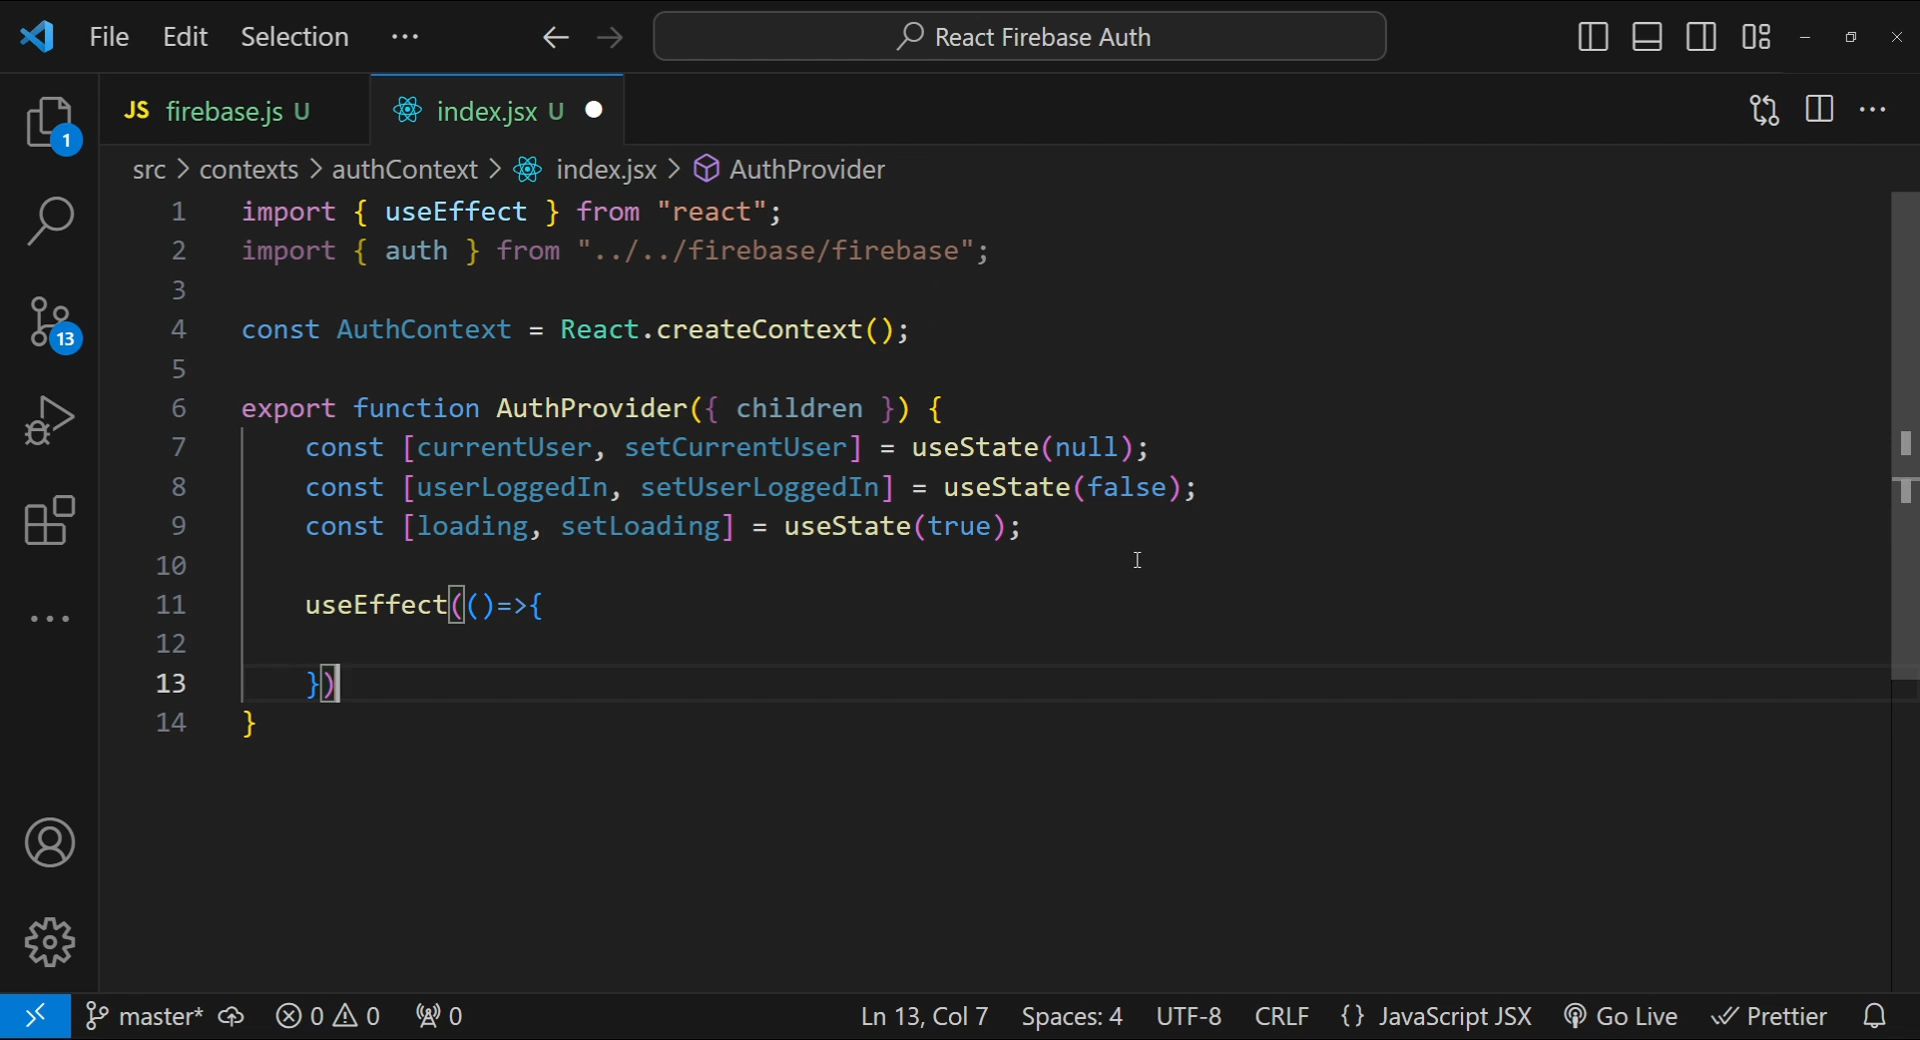 File Edit Selection ··· React Firebase Auth
JS firebase.js U index.jsx U
src > contexts > authContext > index.jsx > AuthProvider
1 import { useEffect } from "react";
2 import { auth } from "../../firebase/firebase";
3
4 const AuthContext = React.createContext();
5
6 export function AuthProvider({ children }) {
7 const [currentUser, setCurrentUser] = useState(null);
8 const [userLoggedIn, setUserLoggedIn] = useState(false);
9 const [loading, setLoading] = useState(true);
10
11 useEffect(()=>{
12
13 })
14 }
1
13
master* 0 0 0 Ln 13, Col 7 Spaces: 4 UTF-8 CRLF {} JavaScript JSX Go Live Prettier